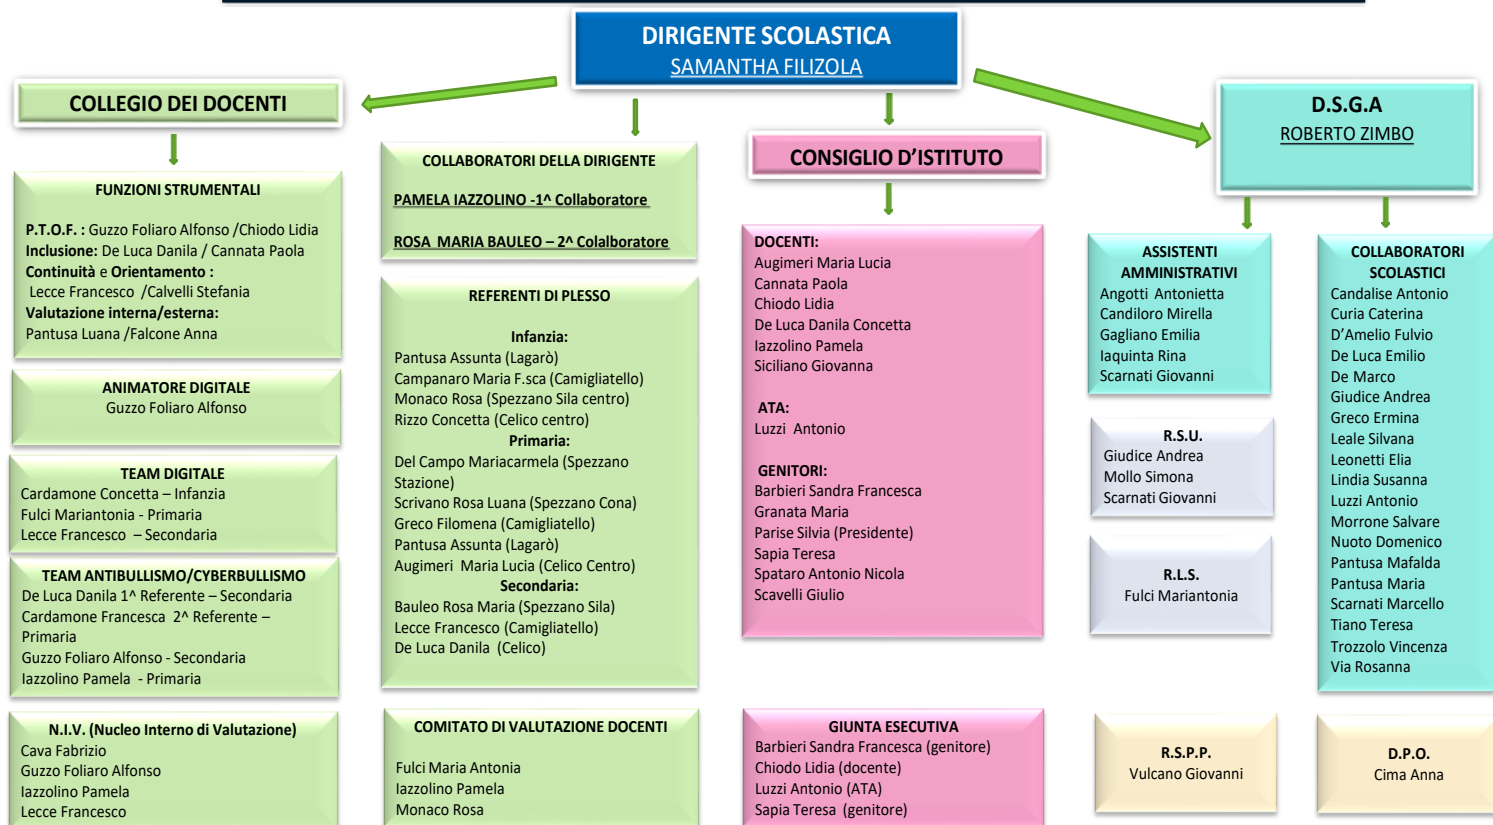 DIRIGENTE SCOLASTICA
SAMANTHA FILIZOLA
COLLEGIO DEI DOCENTI
FUNZIONI STRUMENTALI
P.T.O.F. : Guzzo Foliaro Alfonso /Chiodo Lidia
Inclusione: De Luca Danila / Cannata Paola
Continuità e Orientamento :
Lecce Francesco /Calvelli Stefania
Valutazione interna/esterna:
Pantusa Luana /Falcone Anna
ANIMATORE DIGITALE
Guzzo Foliaro Alfonso
TEAM DIGITALE
Cardamone Concetta – Infanzia
Fulci Mariantonia - Primaria
Lecce Francesco – Secondaria
TEAM ANTIBULLISMO/CYBERBULLISMO
De Luca Danila 1^ Referente – Secondaria
Cardamone Francesca 2^ Referente –
Primaria
Guzzo Foliaro Alfonso - Secondaria
Iazzolino Pamela - Primaria
N.I.V. (Nucleo Interno di Valutazione)
Cava Fabrizio
Guzzo Foliaro Alfonso
Iazzolino Pamela
Lecce Francesco
COLLABORATORI DELLA DIRIGENTE
PAMELA IAZZOLINO -1^ Collaboratore
ROSA MARIA BAULEO – 2^ Colalboratore
REFERENTI DI PLESSO
Infanzia:
Pantusa Assunta (Lagarò)
Campanaro Maria F.sca (Camigliatello)
Monaco Rosa (Spezzano Sila centro)
Rizzo Concetta (Celico centro)
Primaria:
Del Campo Mariacarmela (Spezzano
Stazione)
Scrivano Rosa Luana (Spezzano Cona)
Greco Filomena (Camigliatello)
Pantusa Assunta (Lagarò)
Augimeri Maria Lucia (Celico Centro)
Secondaria:
Bauleo Rosa Maria (Spezzano Sila)
Lecce Francesco (Camigliatello)
De Luca Danila (Celico)
COMITATO DI VALUTAZIONE DOCENTI
Fulci Maria Antonia
Iazzolino Pamela
Monaco Rosa
CONSIGLIO D'ISTITUTO
DOCENTI:
Augimeri Maria Lucia
Cannata Paola
Chiodo Lidia
De Luca Danila Concetta
Iazzolino Pamela
Siciliano Giovanna
ATA:
Luzzi Antonio
GENITORI:
Barbieri Sandra Francesca
Granata Maria
Parise Silvia (Presidente)
Sapia Teresa
Spataro Antonio Nicola
Scavelli Giulio
GIUNTA ESECUTIVA
Barbieri Sandra Francesca (genitore)
Chiodo Lidia (docente)
Luzzi Antonio (ATA)
Sapia Teresa (genitore)
D.S.G.A
ROBERTO ZIMBO
ASSISTENTI
AMMINISTRATIVI
Angotti Antonietta
Candiloro Mirella
Gagliano Emilia
Iaquinta Rina
Scarnati Giovanni
R.S.U.
Giudice Andrea
Mollo Simona
Scarnati Giovanni
R.L.S.
Fulci Mariantonia
R.S.P.P.
Vulcano Giovanni
COLLABORATORI
SCOLASTICI
Candalise Antonio
Curia Caterina
D'Amelio Fulvio
De Luca Emilio
De Marco
Giudice Andrea
Greco Ermina
Leale Silvana
Leonetti Elia
Lindia Susanna
Luzzi Antonio
Morrone Salvare
Nuoto Domenico
Pantusa Mafalda
Pantusa Maria
Scarnati Marcello
Tiano Teresa
Trozzolo Vincenza
Via Rosanna
D.P.O.
Cima Anna